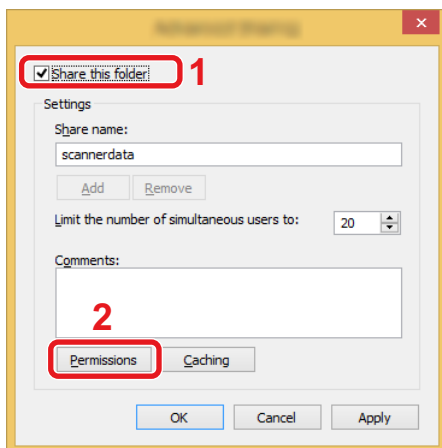 Share this folder
1
Settings
Share name:
scannerdata
Add Remove
Limit the number of simultaneous users to: 20
Comments:
2
Permissions Caching
OK Cancel Apply